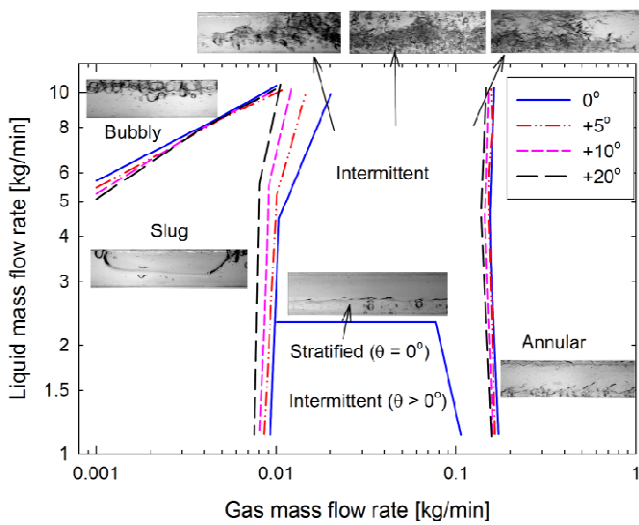 10
8
6
5
4
3
2
1.5
1
0.001
0.01
0.1
1
Liquid mass flow rate [kg/min]
Gas mass flow rate [kg/min]
Bubbly
Slug
Intermittent
Stratified (θ = 0°)
Intermittent (θ > 0°)
Annular
0°
+5°
+10°
+20°